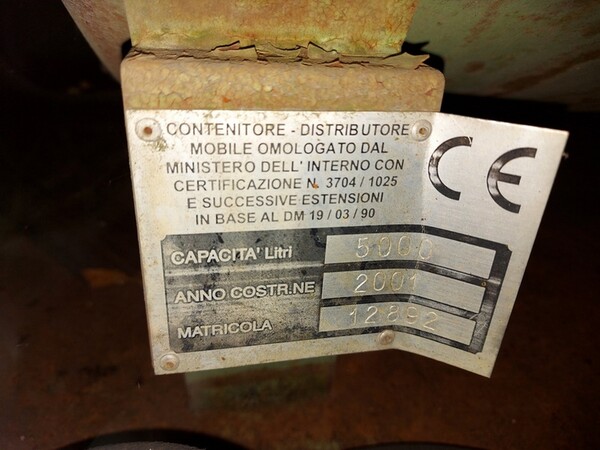 CONTENITORE - DISTRIBUTORE
MOBILE OMOLOGATO DAL
MINISTERO DELL' INTERNO CON
CERTIFICAZIONE N. 3704 / 1025
E SUCCESSIVE ESTENSIONI
IN BASE AL DM 19 / 03 / 90
CE
CAPACITA' Litri 5000
ANNO COSTR.NE 2001
MATRICOLA 12892